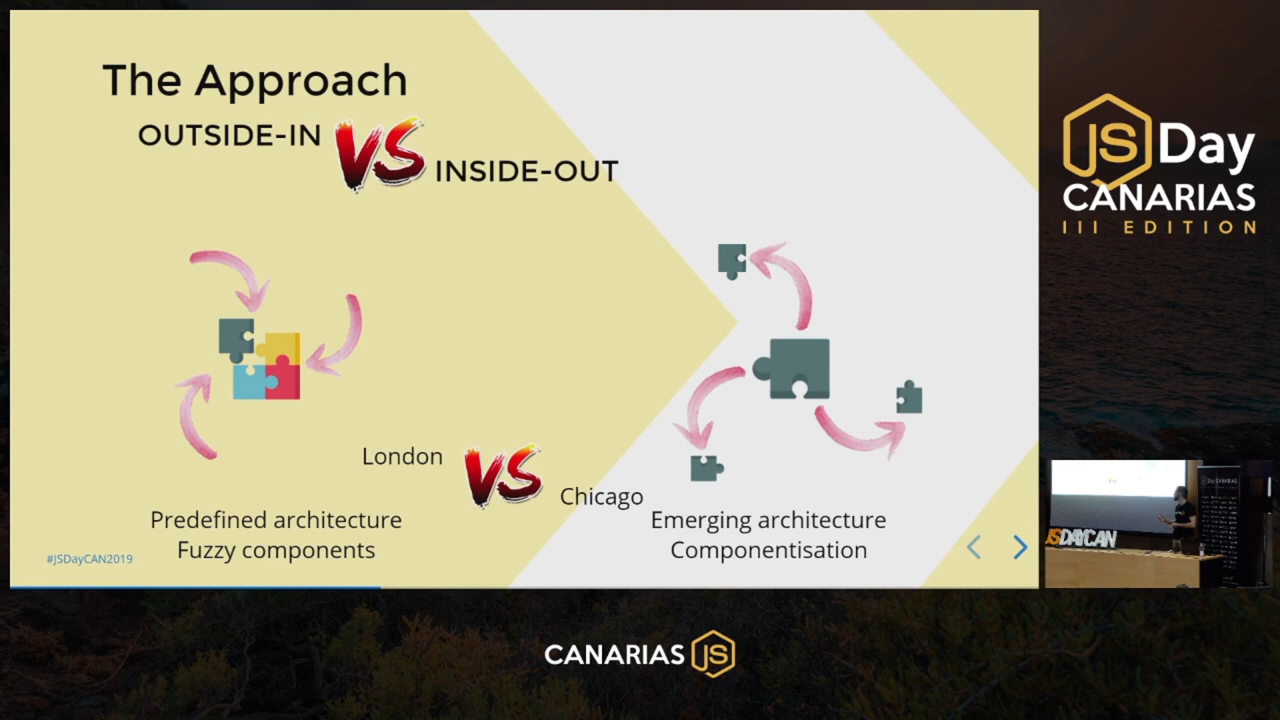 The Approach
OUTSIDE-IN
VS
INSIDE-OUT
London
VS
Chicago
Predefined architecture
Fuzzy components
Emerging architecture
Componentisation
#JSDayCAN2019
JS Day
CANARIAS
III EDITION
JSDAYCAN
CANARIAS JS